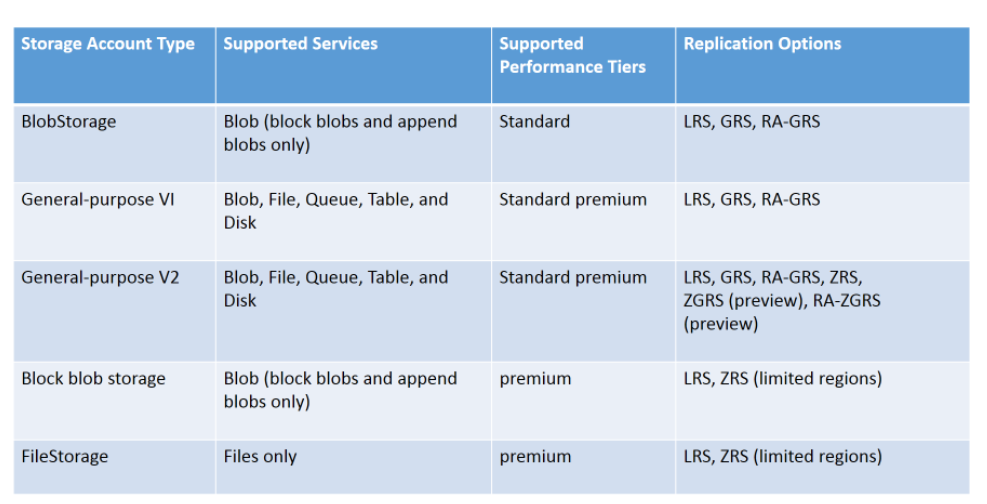 Storage Account Type
Supported Services
Supported
Performance Tiers
Replication Options
BlobStorage
Blob (block blobs and append
blobs only)
Standard
LRS, GRS, RA-GRS
General-purpose VI
Blob, File, Queue, Table, and
Disk
Standard premium
LRS, GRS, RA-GRS
General-purpose V2
Blob, File, Queue, Table, and
Disk
Standard premium
LRS, GRS, RA-GRS, ZRS,
ZGRS (preview), RA-ZGRS
(preview)
Block blob storage
Blob (block blobs and append
blobs only)
premium
LRS, ZRS (limited regions)
FileStorage
Files only
premium
LRS, ZRS (limited regions)